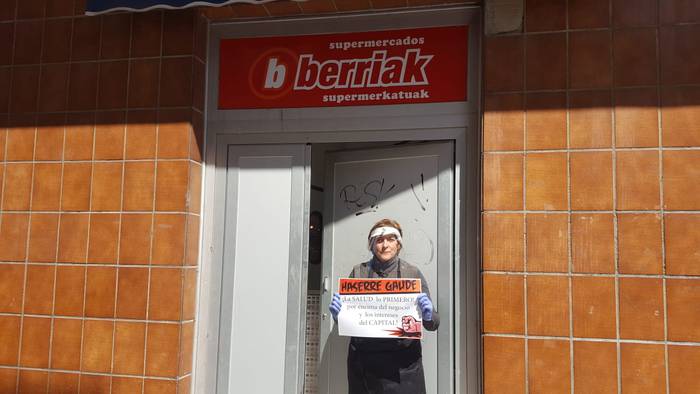 supermercados
b berriak
supermerkatuak
HASERRE GAUDE
¡La SALUD lo PRIMERO!
por encima del negocio
y los intereses
del CAPITAL!